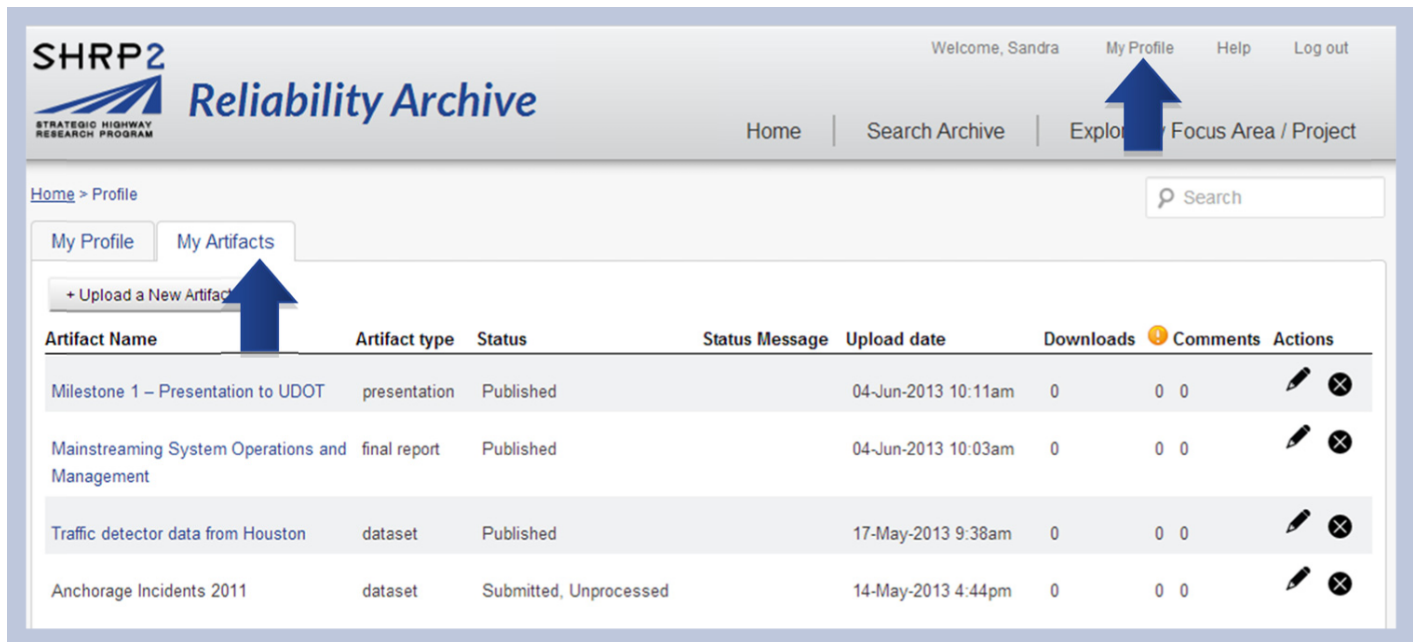 SHRP2
STRATEGIC HIGHWAY
RESEARCH PROGRAM
Reliability Archive
Welcome, Sandra My Profile Help Log out
Home Search Archive Focus Area / Project
Home > Profile
Search
My Profile My Artifacts
+ Upload a New Artifact
Artifact Name Artifact type Status Status Message Upload date Downloads Comments Actions
Milestone 1 – Presentation to UDOT presentation Published 04-Jun-2013 10:11am 0 0 0
Mainstreaming System Operations and final report Published 04-Jun-2013 10:03am 0 0 0
Management
Traffic detector data from Houston dataset Published 17-May-2013 9:38am 0 0 0
Anchorage Incidents 2011 dataset Submitted, Unprocessed 14-May-2013 4:44pm 0 0 0